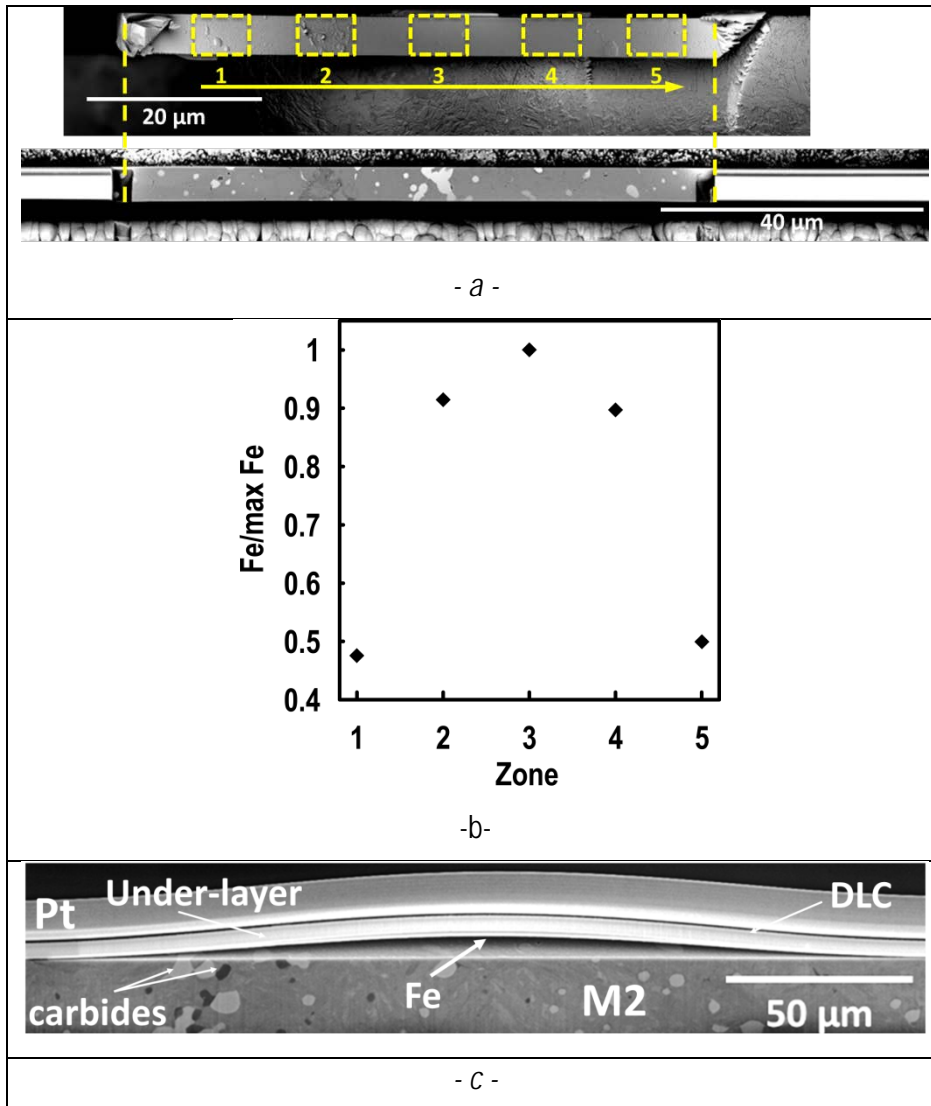 1 2 3 4 5
20 µm
40 µm
- a -
1
0.9
0.8
0.7
0.6
0.5
0.4
Fe/max Fe
1 2 3 4 5
Zone
-b-
Under-layer
Pt
DLC
Fe
carbides
M2
50 µm
- c -